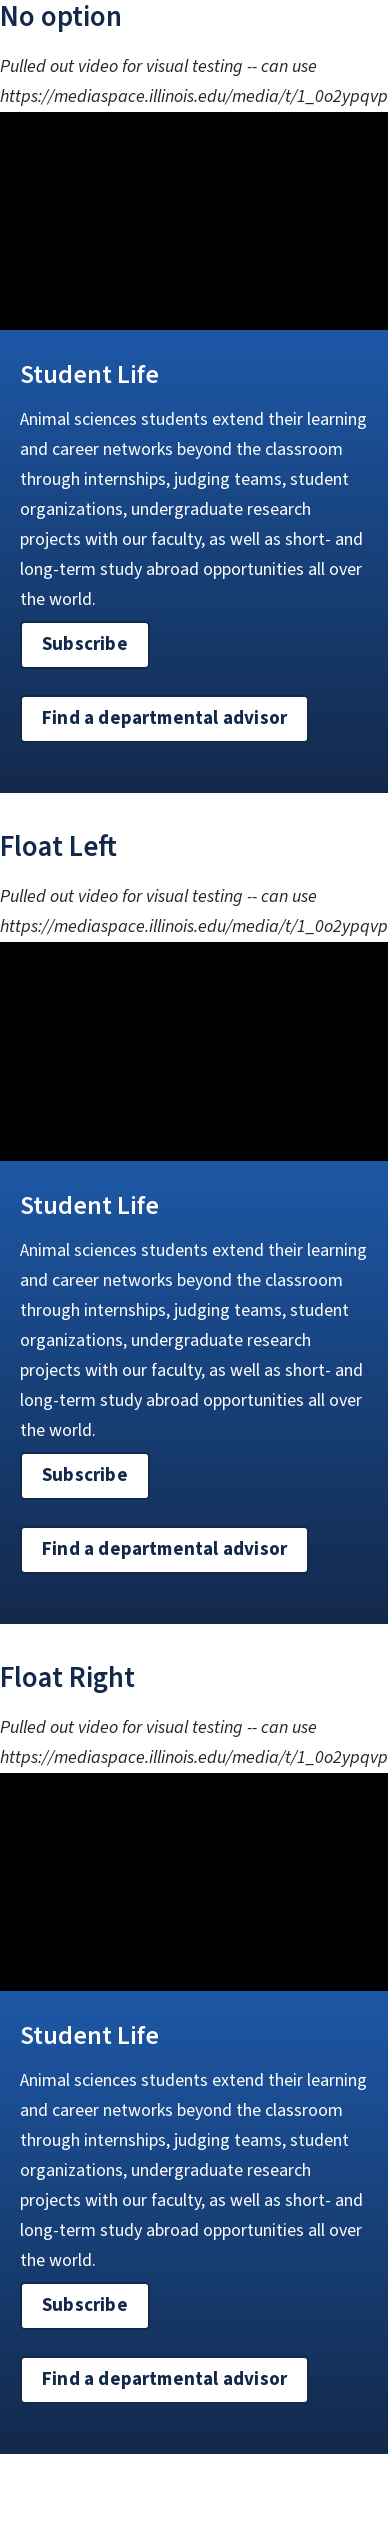 No option
Pulled out video for visual testing -- can use
https://mediaspace.illinois.edu/media/t/1_0o2ypqvp
Student Life
Animal sciences students extend their learning
and career networks beyond the classroom
through internships, judging teams, student
organizations, undergraduate research
projects with our faculty, as well as short- and
long-term study abroad opportunities all over
the world.
Subscribe
Find a departmental advisor
Float Left
Pulled out video for visual testing -- can use
https://mediaspace.illinois.edu/media/t/1_0o2ypqvp
Student Life
Animal sciences students extend their learning
and career networks beyond the classroom
through internships, judging teams, student
organizations, undergraduate research
projects with our faculty, as well as short- and
long-term study abroad opportunities all over
the world.
Subscribe
Find a departmental advisor
Float Right
Pulled out video for visual testing -- can use
https://mediaspace.illinois.edu/media/t/1_0o2ypqvp
Student Life
Animal sciences students extend their learning
and career networks beyond the classroom
through internships, judging teams, student
organizations, undergraduate research
projects with our faculty, as well as short- and
long-term study abroad opportunities all over
the world.
Subscribe
Find a departmental advisor